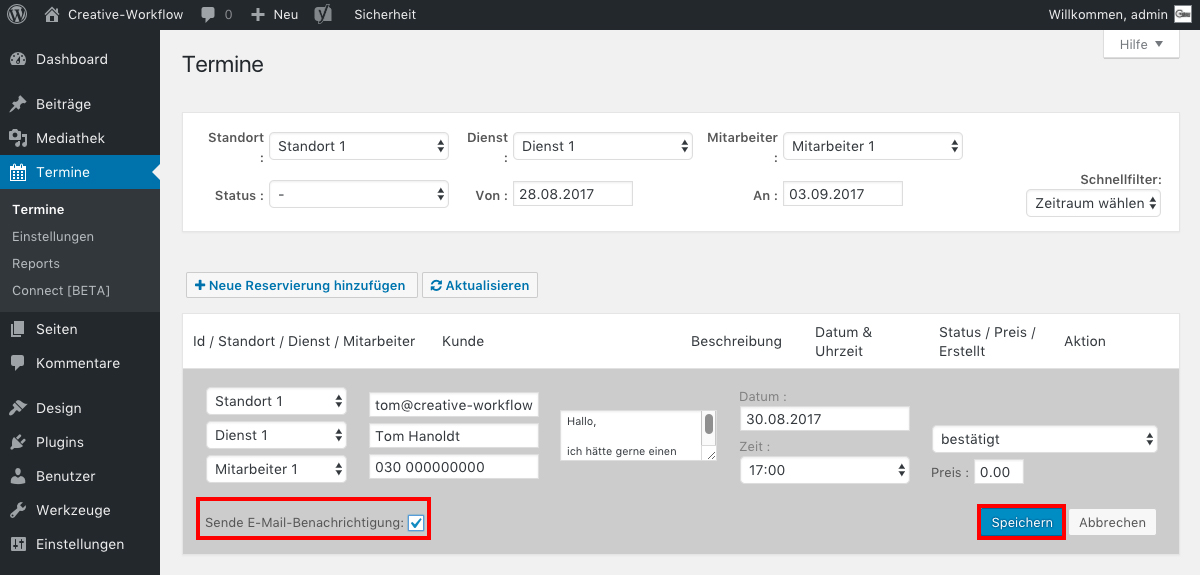 Creative-Workflow 0 Neu Sicherheit Willkommen, admin
Hilfe
Dashboard
Beiträge
Mediathek
Termine
Termine
Einstellungen
Reports
Connect [BETA]
Seiten
Kommentare
Design
Plugins
Benutzer
Werkzeuge
Einstellungen
Termine
Standort : Standort 1 Dienst : Dienst 1 Mitarbeiter : Mitarbeiter 1
Status : - Von : 28.08.2017 An : 03.09.2017
Schnellfilter:
Zeitraum wählen
Neue Reservierung hinzufügen Aktualisieren
Id / Standort / Dienst / Mitarbeiter Kunde Beschreibung Datum & Uhrzeit Status / Preis / Erstellt Aktion
Standort 1
Dienst 1
Mitarbeiter 1
tom@creative-workflow
Tom Hanoldt
030 000000000
Hallo,
ich hätte gerne einen
Datum :
30.08.2017
Zeit :
17:00
bestätigt
Preis : 0.00
Sende E-Mail-Benachrichtigung:
Speichern Abbrechen